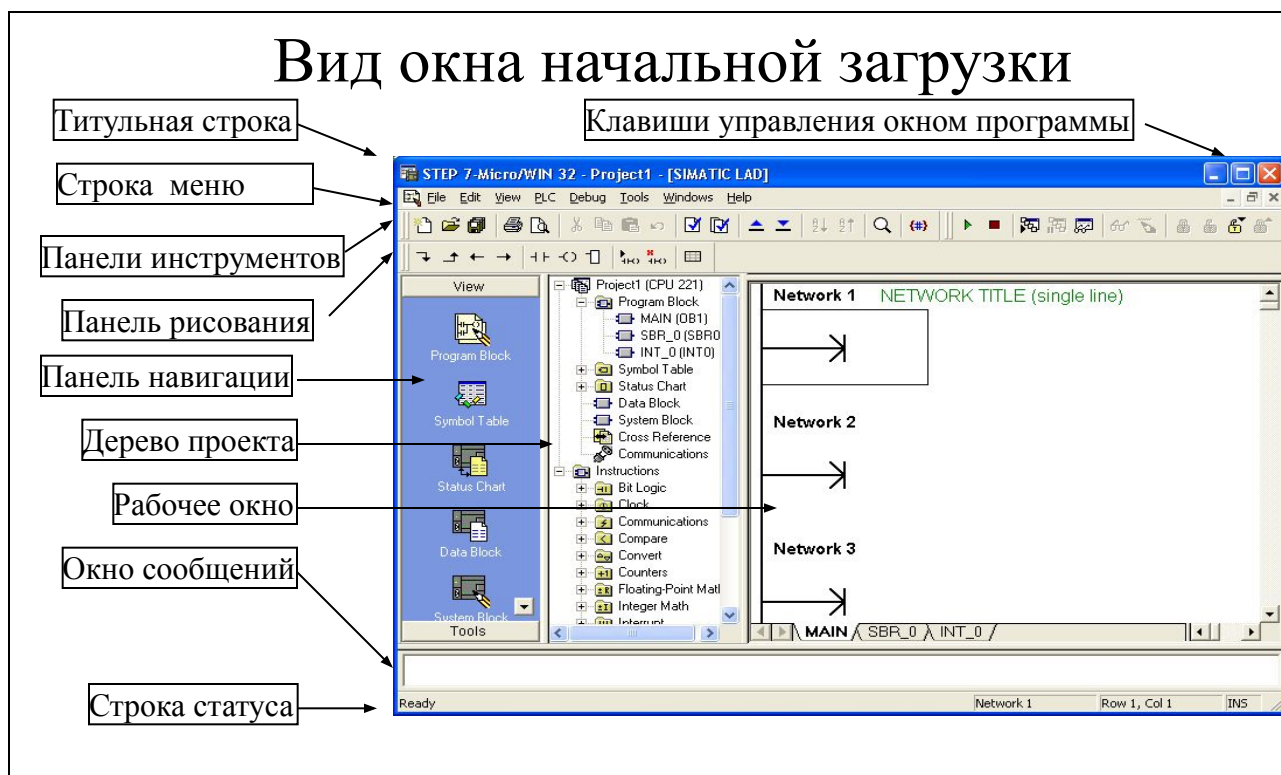 Вид окна начальной загрузки
Титульная строка
Клавиши управления окном программы
Строка меню
Панели инструментов
Панель рисования
Панель навигации
Дерево проекта
Рабочее окно
Окно сообщений
Строка статуса
STEP 7-Micro/WIN 32 - Project1 - [SIMATIC LAD]
File Edit View PLC Debug Tools Windows Help
View
Program Block
Symbol Table
Status Chart
Data Block
System Block
Tools
Project1 (CPU 221)
Program Block
MAIN (OB1)
SBR_0 (SBR0
INT_0 (INT0)
Symbol Table
Status Chart
Data Block
System Block
Cross Reference
Communications
Instructions
Bit Logic
Clock
Communications
Compare
Convert
Counters
Floating-Point Matl
Integer Math
Interrupt
Network 1 NETWORK TITLE (single line)
Network 2
Network 3
MAIN SBR_0 INT_0
Ready Network 1 Row 1, Col 1 INS